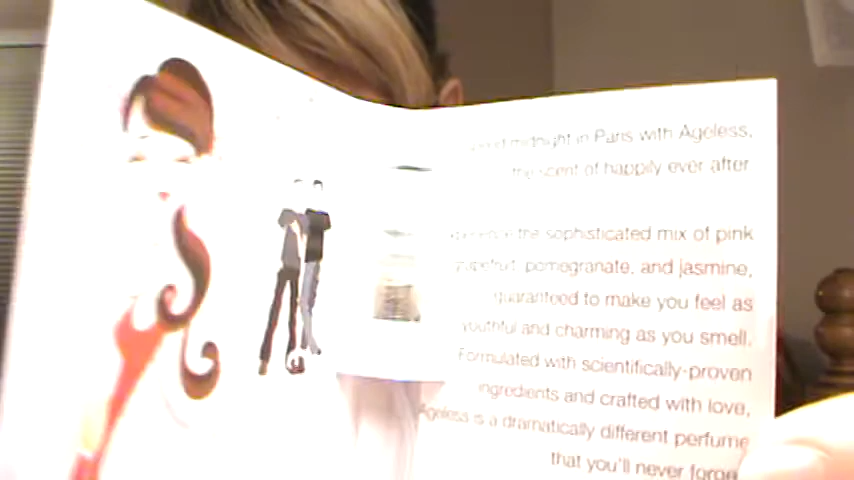 midnight in Paris with Ageless,
the scent of happily ever after
the sophisticated mix of pink
grapefruit, pomegranate, and jasmine,
guaranteed to make you feel as
youthful and charming as you smell.
Formulated with scientifically-proven
ingredients and crafted with love,
Ageless is a dramatically different perfume
that you'll never